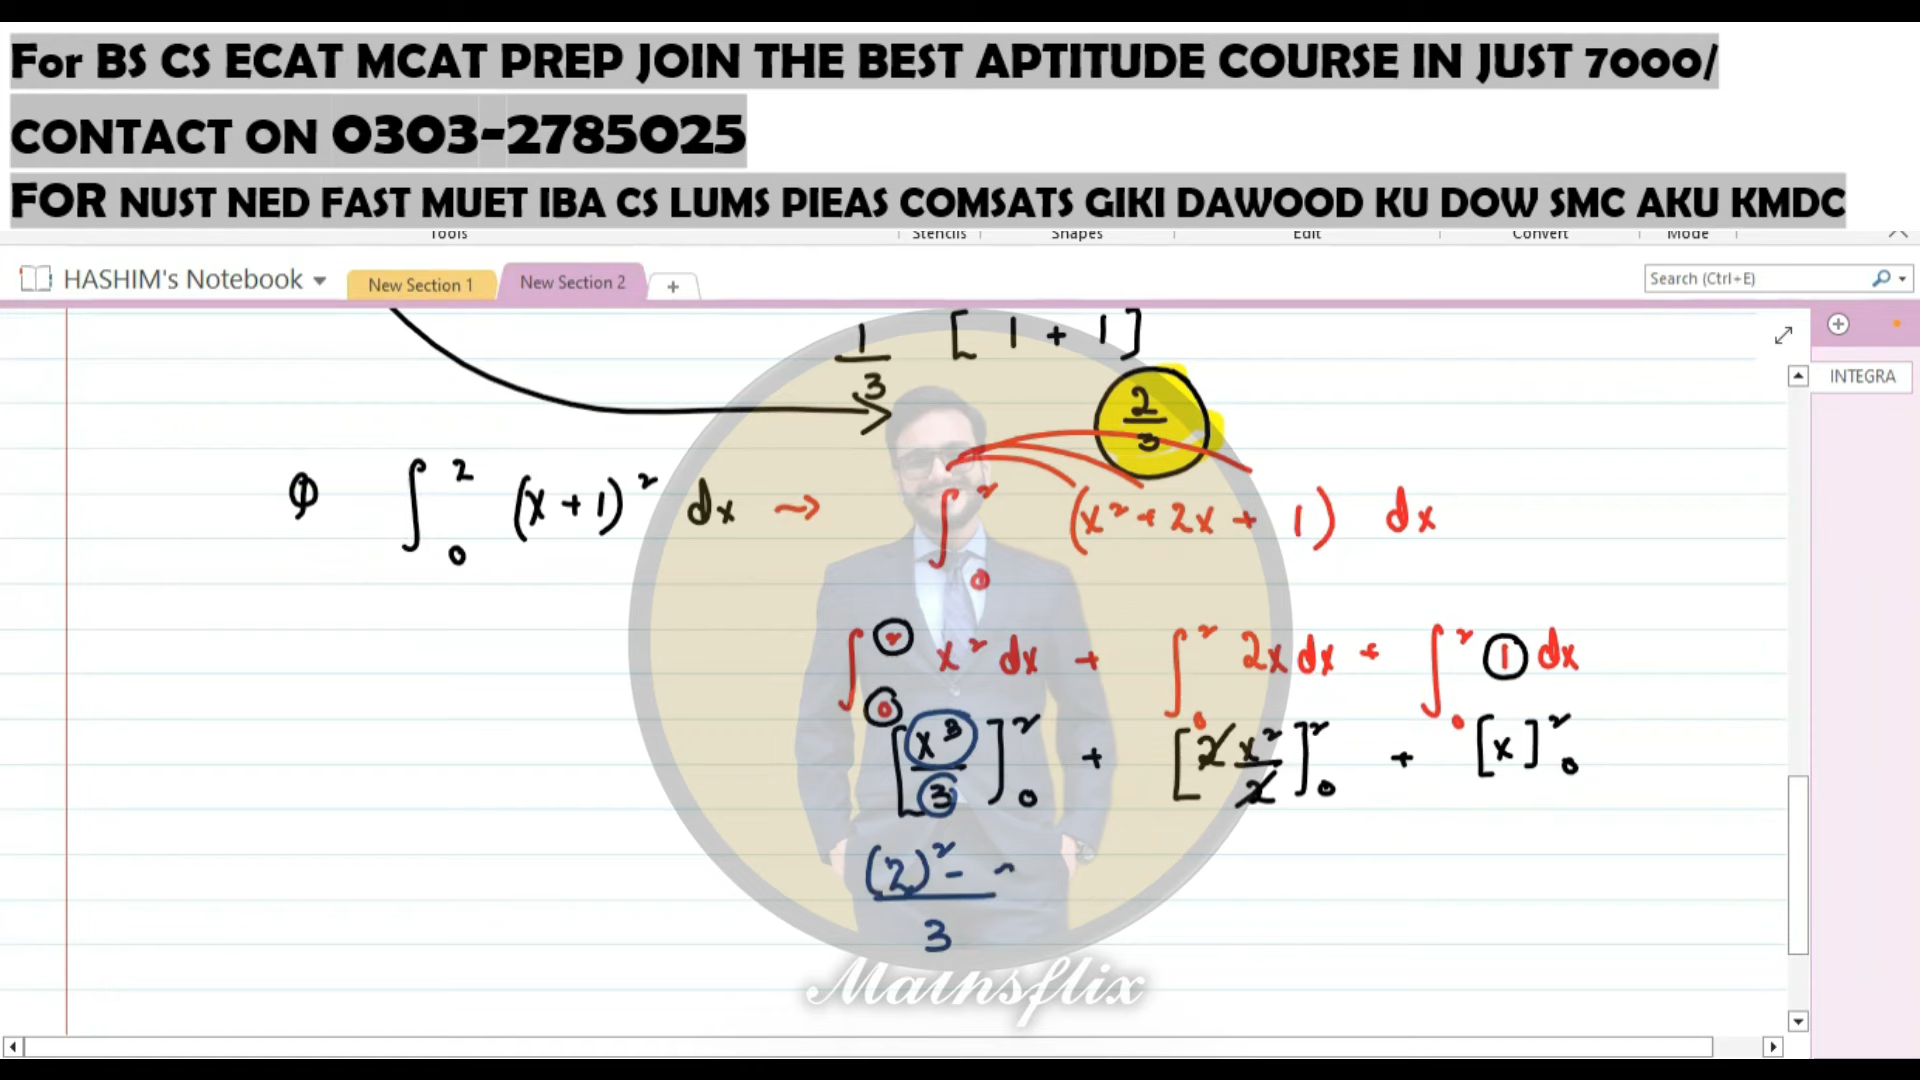 For BS CS ECAT MCAT PREP JOIN THE BEST APTITUDE COURSE IN JUST 7000/
CONTACT ON 0303-2785025
FOR NUST NED FAST MUET IBA CS LUMS PIEAS COMSATS GIKI DAWOOD KU DOW SMC AKU KMDC
Tools Stencils Shapes Edit Convert Mode
HASHIM's Notebook New Section 1 New Section 2 + Search (Ctrl+E)
INTEGRA
1/3 [1 + 1]
2/3
Q ∫₀² (x+1)² dx → ∫₀² (x² + 2x + 1) dx
∫₀² x² dx + ∫₀² 2x dx + ∫₀² 1 dx
[x³/3]₀² + [2x²/2]₀² + [x]₀²
(2)² -
3
Mainsflix